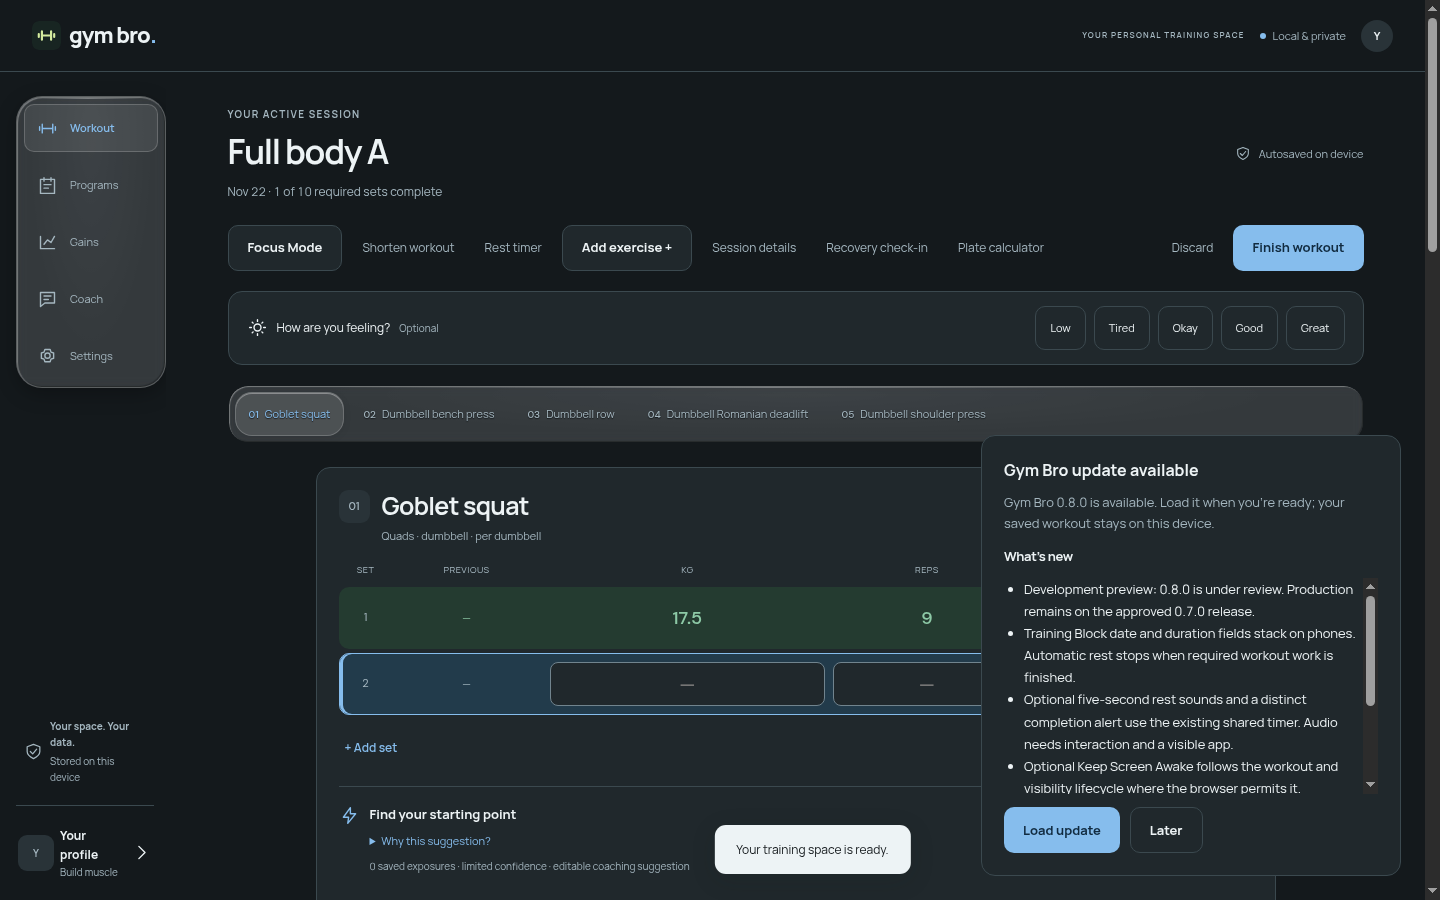 gym bro.
YOUR PERSONAL TRAINING SPACE
Local & private
Y
Workout
Programs
Gains
Coach
Settings
YOUR ACTIVE SESSION
Full body A
Autosaved on device
Nov 22 · 1 of 10 required sets complete
Focus Mode
Shorten workout
Rest timer
Add exercise +
Session details
Recovery check-in
Plate calculator
Discard
Finish workout
How are you feeling? Optional
Low
Tired
Okay
Good
Great
01 Goblet squat
02 Dumbbell bench press
03 Dumbbell row
04 Dumbbell Romanian deadlift
05 Dumbbell shoulder press
01
Goblet squat
Quads · dumbbell · per dumbbell
SET PREVIOUS KG REPS
1 — 17.5 9
2 — — —
+ Add set
Find your starting point
Why this suggestion?
0 saved exposures · limited confidence · editable coaching suggestion
Your space. Your
data.
Stored on this
device
Y
Your
profile
Build muscle
Your training space is ready.
Gym Bro update available
Gym Bro 0.8.0 is available. Load it when you're ready; your
saved workout stays on this device.
What's new
Development preview: 0.8.0 is under review. Production
remains on the approved 0.7.0 release.
Training Block date and duration fields stack on phones.
Automatic rest stops when required workout work is
finished.
Optional five-second rest sounds and a distinct
completion alert use the existing shared timer. Audio
needs interaction and a visible app.
Optional Keep Screen Awake follows the workout and
visibility lifecycle where the browser permits it.
Load update
Later